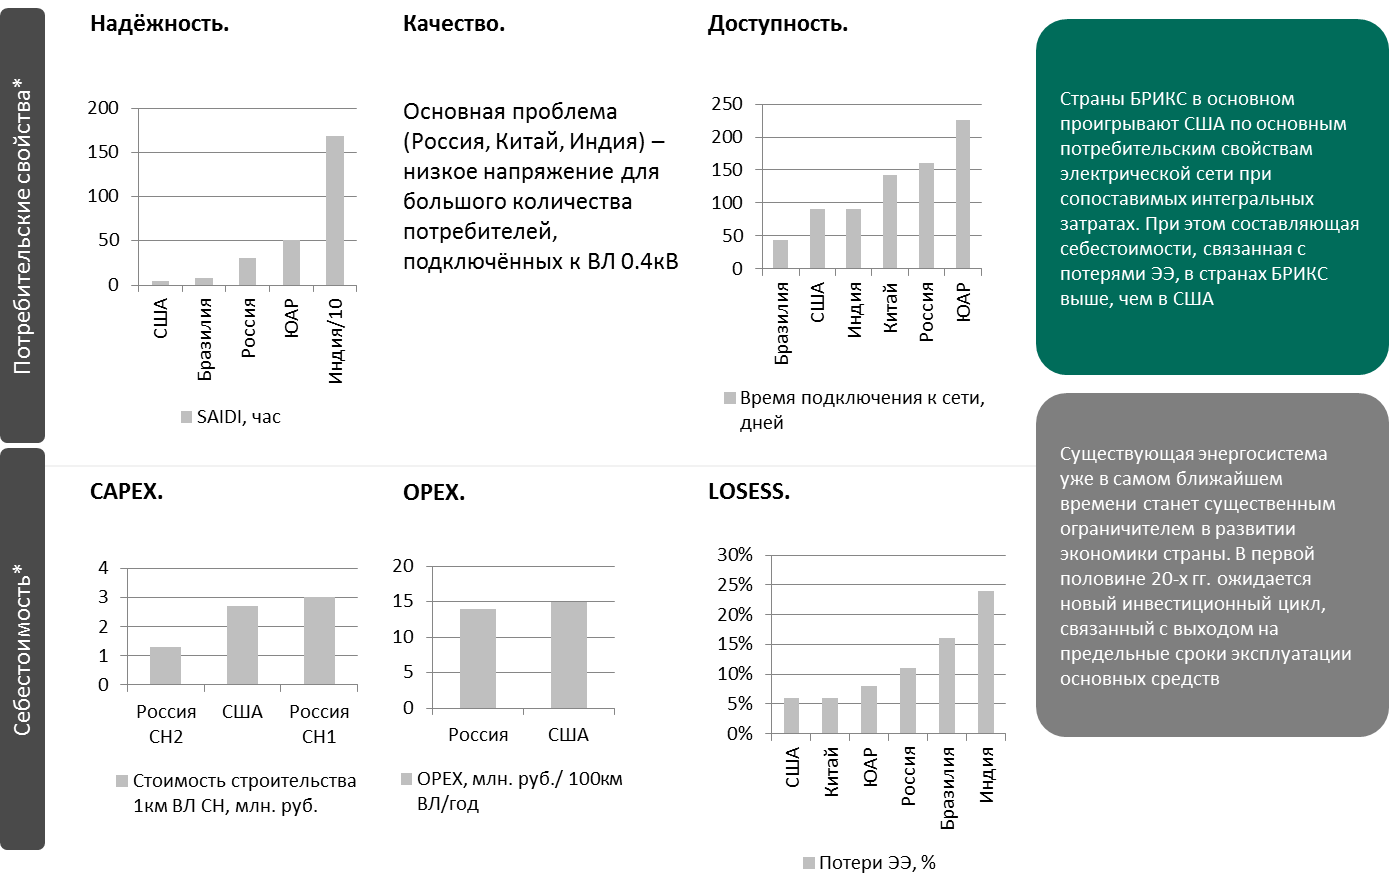 Потребительские свойства*
Надёжность.
200
150
100
50
0
США
Бразилия
Россия
ЮАР
Индия/10
SAIDI, час
Качество.
Основная проблема
(Россия, Китай, Индия) –
низкое напряжение для
большого количества
потребителей,
подключённых к ВЛ 0.4кВ
Доступность.
250
200
150
100
50
0
Бразилия
США
Индия
Китай
Россия
ЮАР
Время подключения к сети,
дней
Страны БРИКС в основном
проигрывают США по основным
потребительским свойствам
электрической сети при
сопоставимых интегральных
затратах. При этом составляющая
себестоимости, связанная с
потерями ЭЭ, в странах БРИКС
выше, чем в США
Себестоимость*
CAPEX.
4
3
2
1
0
Россия
СН2
США
Россия
СН1
Стоимость строительства
1км ВЛ СН, млн. руб.
OPEX.
20
15
10
5
0
Россия
США
OPEX, млн. руб./ 100км
ВЛ/год
LOSESS.
30%
25%
20%
15%
10%
5%
0%
США
Китай
ЮАР
Россия
Бразилия
Индия
Потери ЭЭ, %
Существующая энергосистема
уже в самом ближайшем
времени станет существенным
ограничителем в развитии
экономики страны. В первой
половине 20-х гг. ожидается
новый инвестиционный цикл,
связанный с выходом на
предельные сроки эксплуатации
основных средств